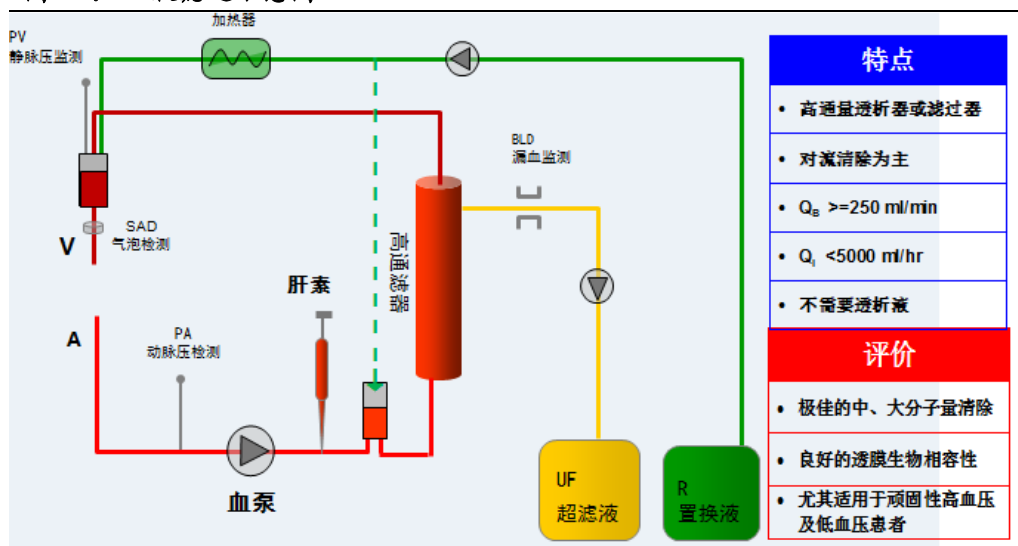 加热器
PV
静脉压监测
BLD
漏血监测
SAD
气泡检测
V
高通滤器
肝素
A
PA
动脉压检测
血泵
UF
超滤液
R
置换液
特点
• 高通量透析器或滤过器
• 对流清除为主
• QB >=250 ml/min
• QI <5000 ml/hr
• 不需要透析液
评价
• 极佳的中、大分子量清除
• 良好的透膜生物相容性
• 尤其适用于顽固性高血压
及低血压患者